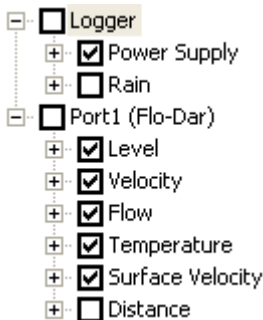 Logger
Power Supply
Rain
Port1 (Flo-Dar)
Level
Velocity
Flow
Temperature
Surface Velocity
Distance